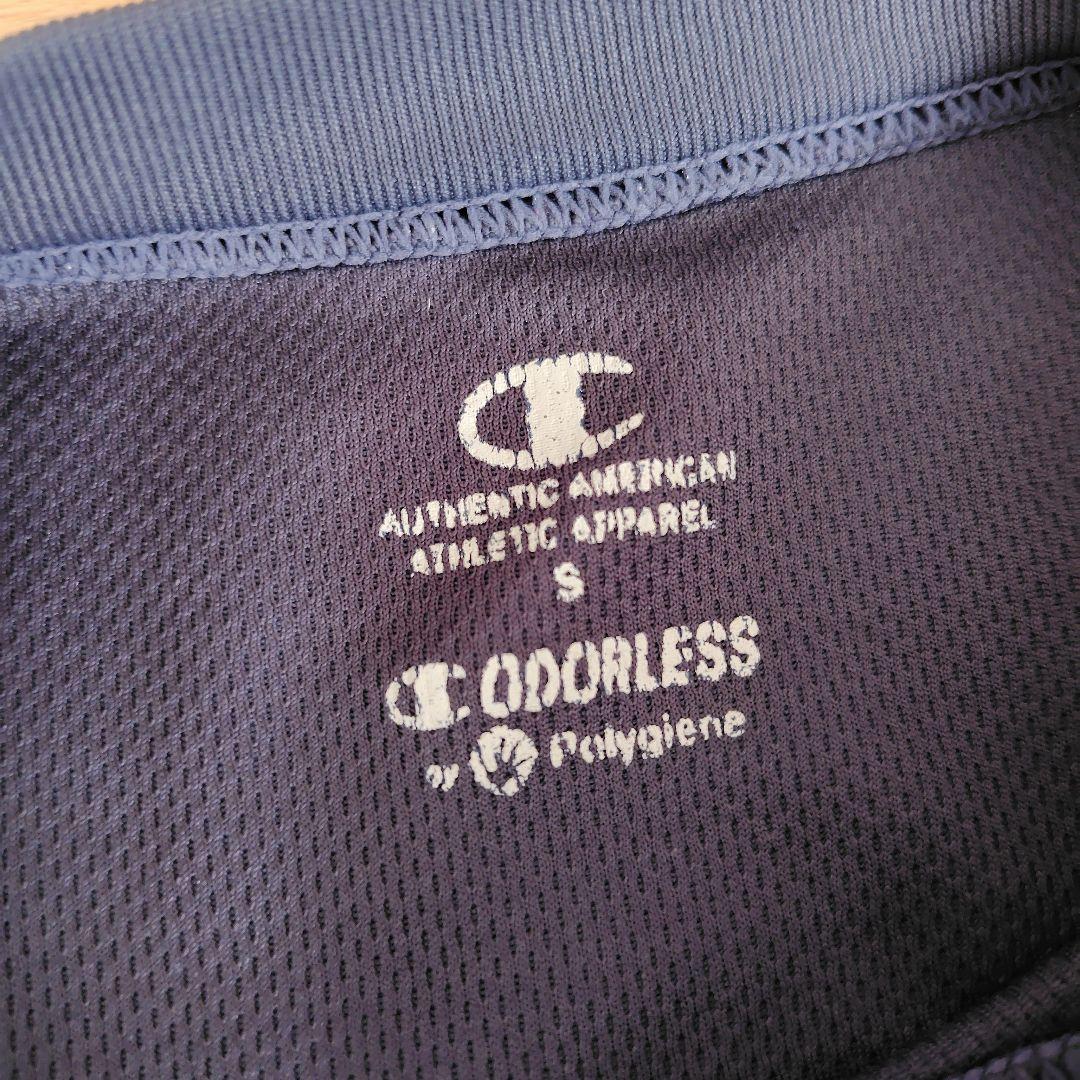 AUTHENTIC AMERICAN
ATHLETIC APPAREL
S
C ODORLESS
by Polygiene